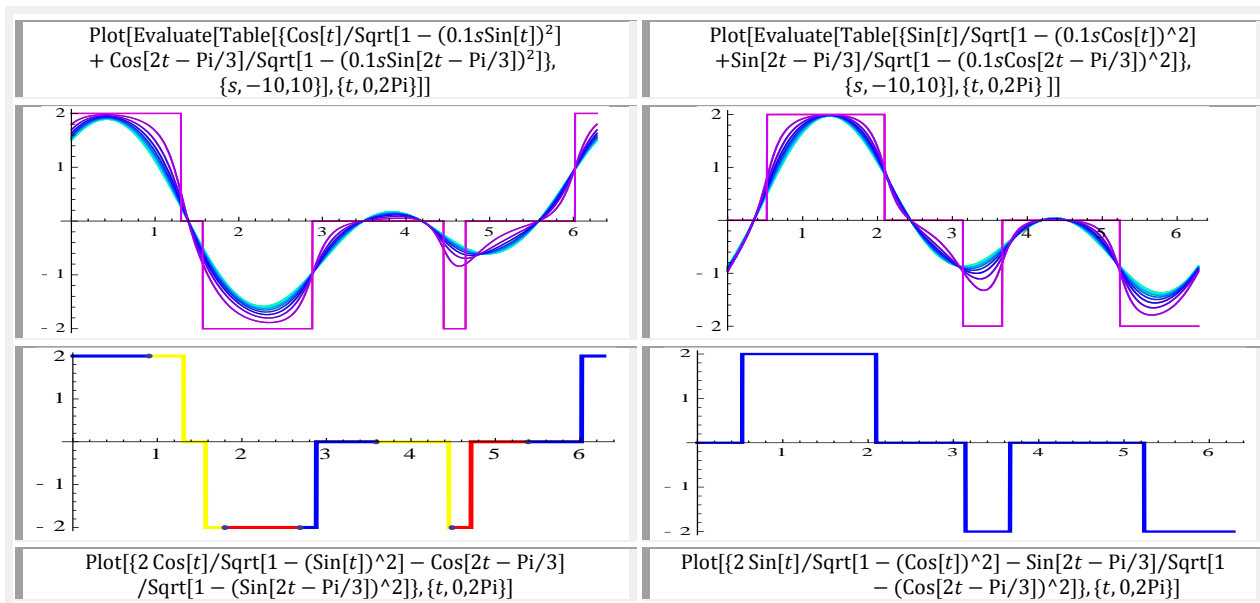 Plot[Evaluate[Table[{Cos[t]/Sqrt[1 − (0.1sSin[t])²]
+ Cos[2t − Pi/3]/Sqrt[1 − (0.1sSin[2t − Pi/3])²]},
{s, −10,10}], {t, 0,2Pi}]]
Plot[Evaluate[Table[{Sin[t]/Sqrt[1 − (0.1sCos[t])^2]
+Sin[2t − Pi/3]/Sqrt[1 − (0.1sCos[2t − Pi/3])^2]},
{s, −10,10}], {t, 0,2Pi ]]]
2
1
1 2 3 4 5 6
- 1
- 2
2
1
1 2 3 4 5 6
- 1
- 2
2
1
1 2 3 4 5 6
- 1
- 2
2
1
1 2 3 4 5 6
- 1
- 2
Plot[{2 Cos[t]/Sqrt[1 − (Sin[t])^2] − Cos[2t − Pi/3]
/Sqrt[1 − (Sin[2t − Pi/3])^2]}, {t, 0,2Pi}]
Plot[{2 Sin[t]/Sqrt[1 − (Cos[t])^2] − Sin[2t − Pi/3]/Sqrt[1
− (Cos[2t − Pi/3])^2]}, {t, 0,2Pi}]